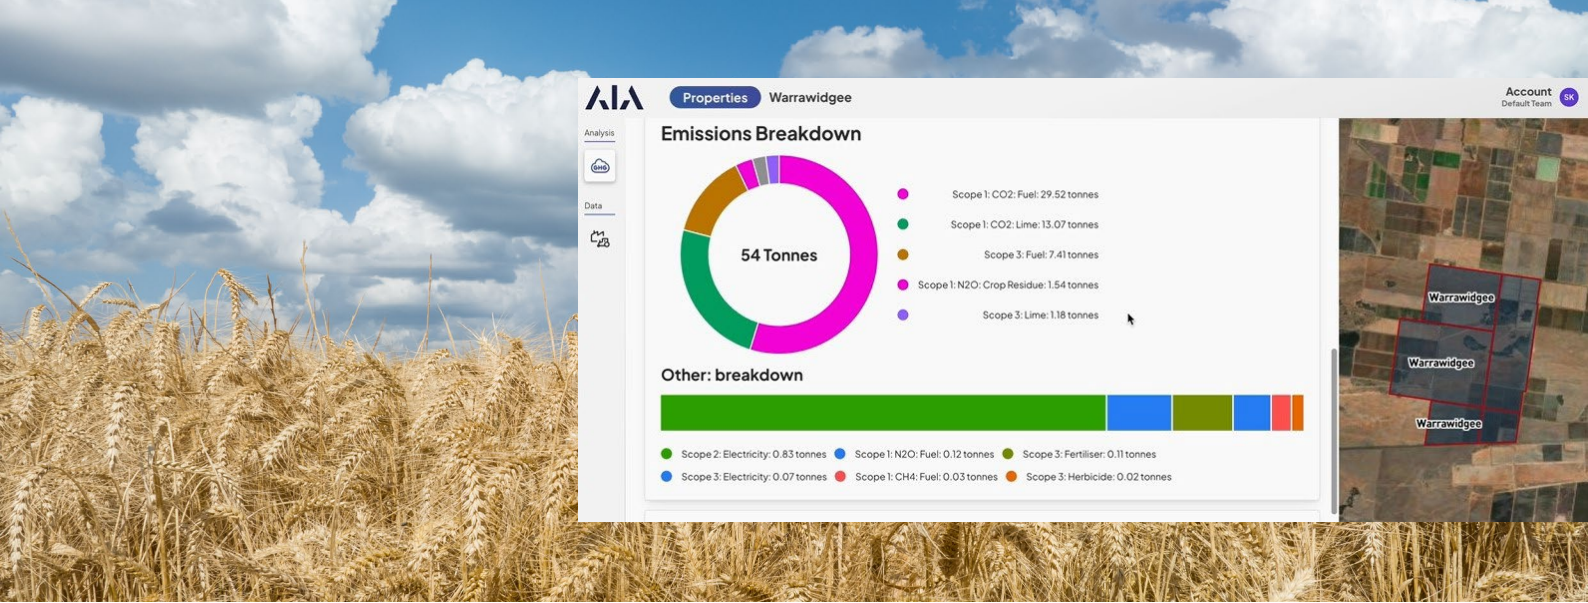 AIA
Properties Warrawidgee
Account
Default Team
SK
Analysis
GHG
Data
Emissions Breakdown
54 Tonnes
Scope 1: CO2: Fuel: 29.52 tonnes
Scope 1: CO2: Lime: 13.07 tonnes
Scope 3: Fuel: 7.41 tonnes
Scope 1: N2O: Crop Residue: 1.54 tonnes
Scope 3: Lime: 1.18 tonnes
Other: breakdown
Scope 2: Electricity: 0.83 tonnes Scope 1: N2O: Fuel: 0.12 tonnes Scope 3: Fertiliser: 0.11 tonnes
Scope 3: Electricity: 0.07 tonnes Scope 1: CH4: Fuel: 0.03 tonnes Scope 3: Herbicide: 0.02 tonnes
Warrawidgee
Warrawidgee
Warrawidgee